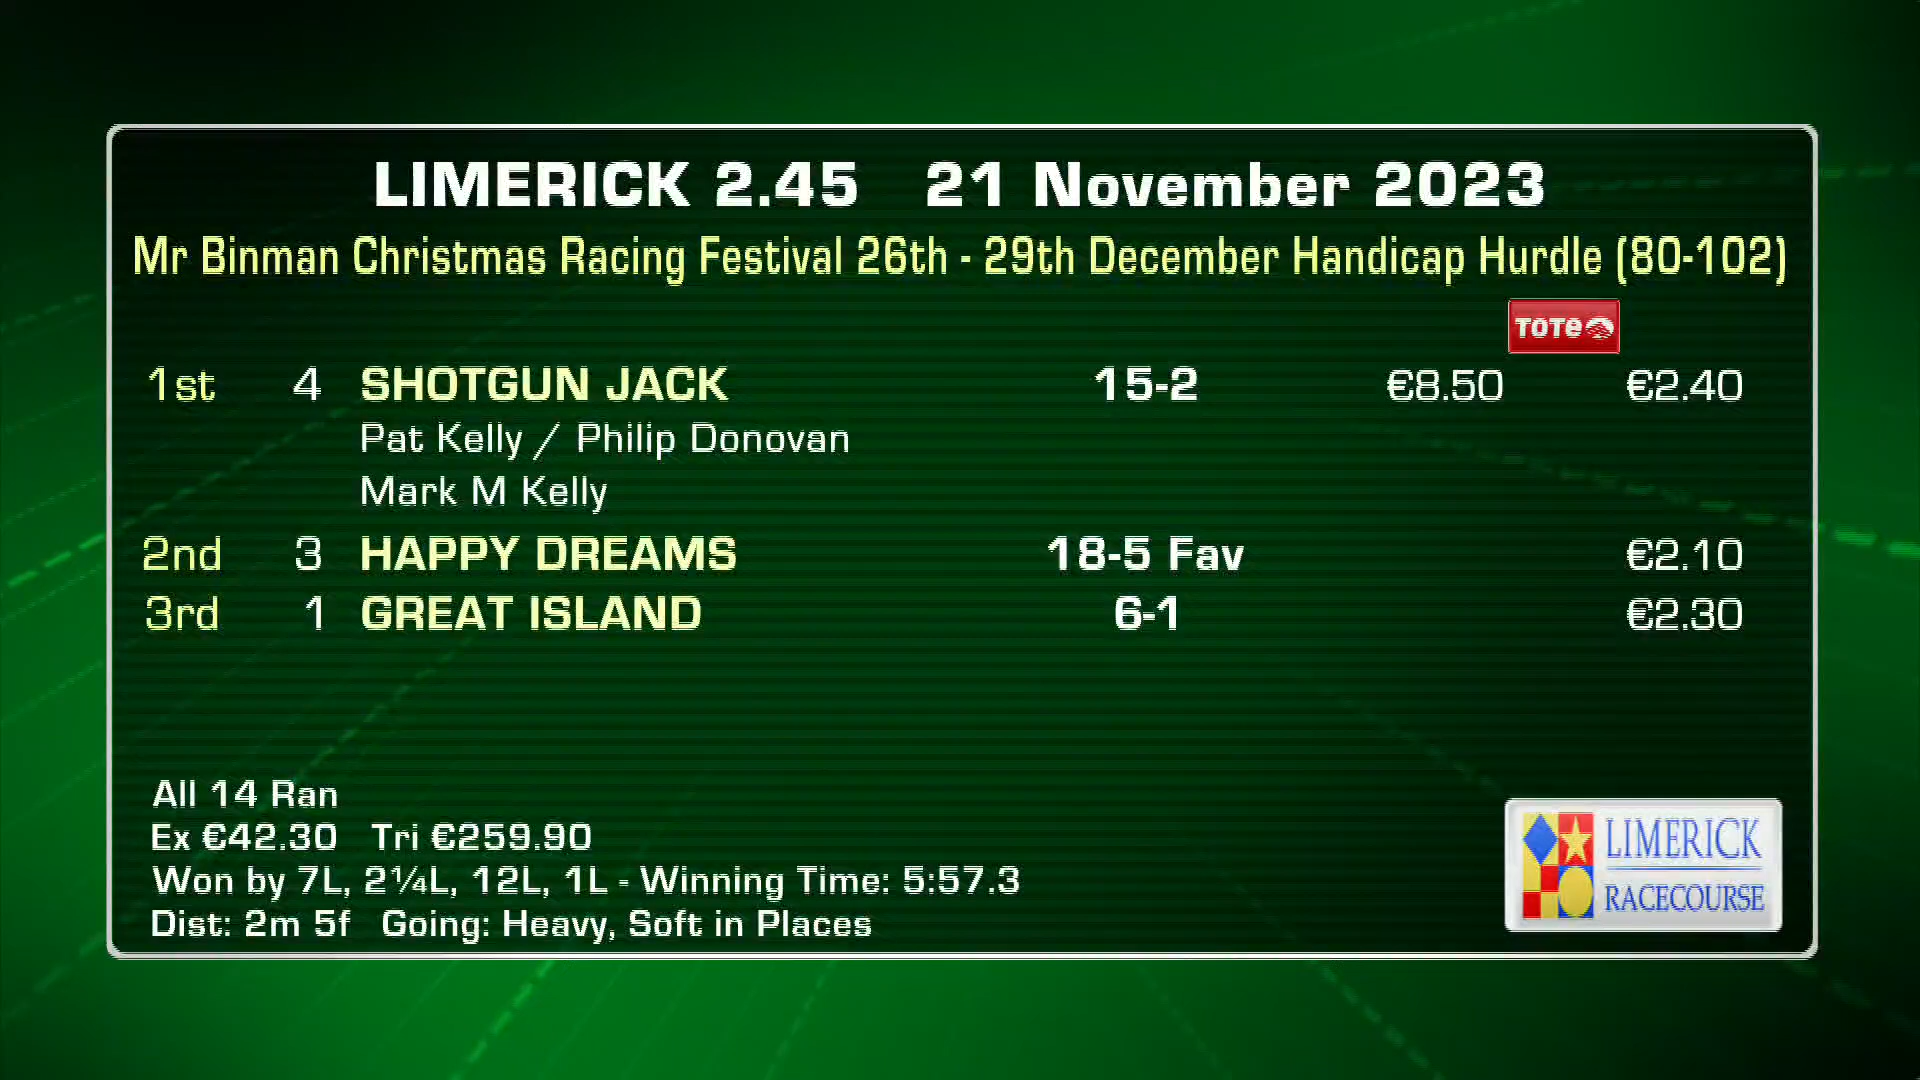 LIMERICK 2.45 21 November 2023
Mr Binman Christmas Racing Festival 26th - 29th December Handicap Hurdle (80-102)
TOTE
1st 4 SHOTGUN JACK 15-2 €8.50 €2.40
Pat Kelly / Philip Donovan
Mark M Kelly
2nd 3 HAPPY DREAMS 18-5 Fav €2.10
3rd 1 GREAT ISLAND 6-1 €2.30
All 14 Ran
Ex €42.30 Tri €259.90
Won by 7L, 2¼L, 12L, 1L - Winning Time: 5:57.3
Dist: 2m 5f Going: Heavy, Soft in Places
LIMERICK
RACECOURSE